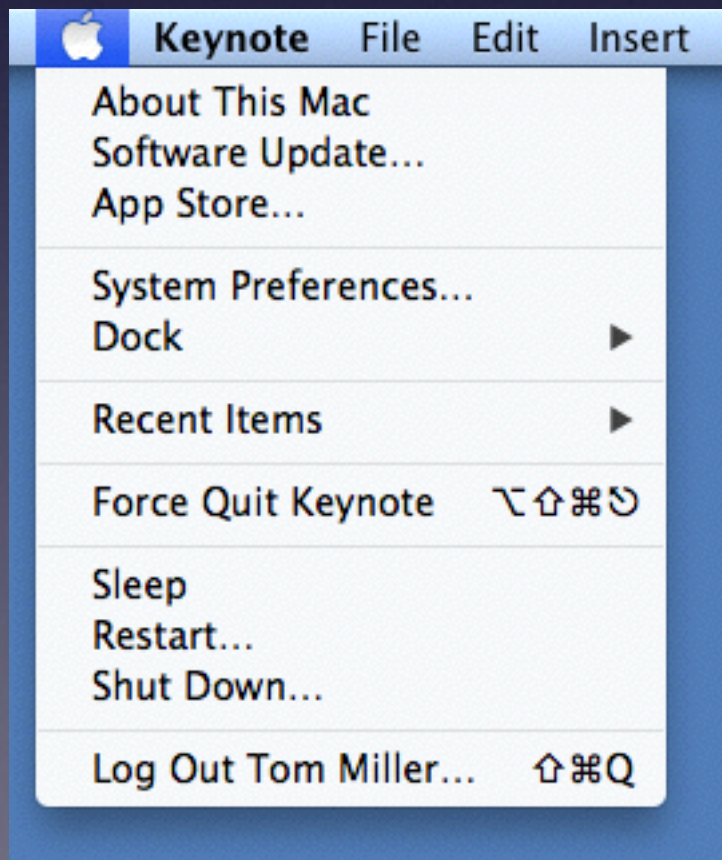 Keynote File Edit Insert
About This Mac
Software Update...
App Store...
System Preferences...
Dock ▶
Recent Items ▶
Force Quit Keynote ⌥⇧⌘⎋
Sleep
Restart...
Shut Down...
Log Out Tom Miller... ⇧⌘Q